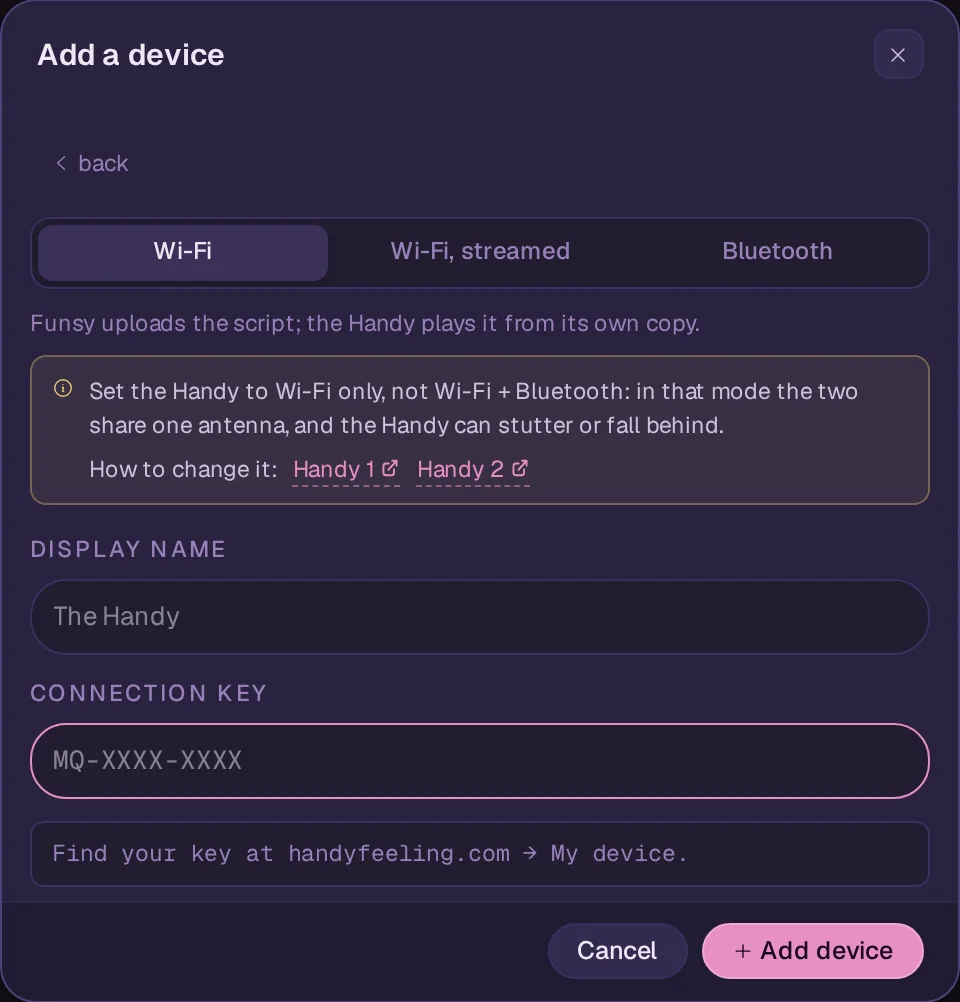 Add a device
back
Wi-Fi
Wi-Fi, streamed
Bluetooth
Funsy uploads the script; the Handy plays it from its own copy.
Set the Handy to Wi-Fi only, not Wi-Fi + Bluetooth: in that mode the two
share one antenna, and the Handy can stutter or fall behind.
How to change it: Handy 1 Handy 2
DISPLAY NAME
The Handy
CONNECTION KEY
MQ-XXXX-XXXX
Find your key at handyfeeling.com → My device.
Cancel
+ Add device